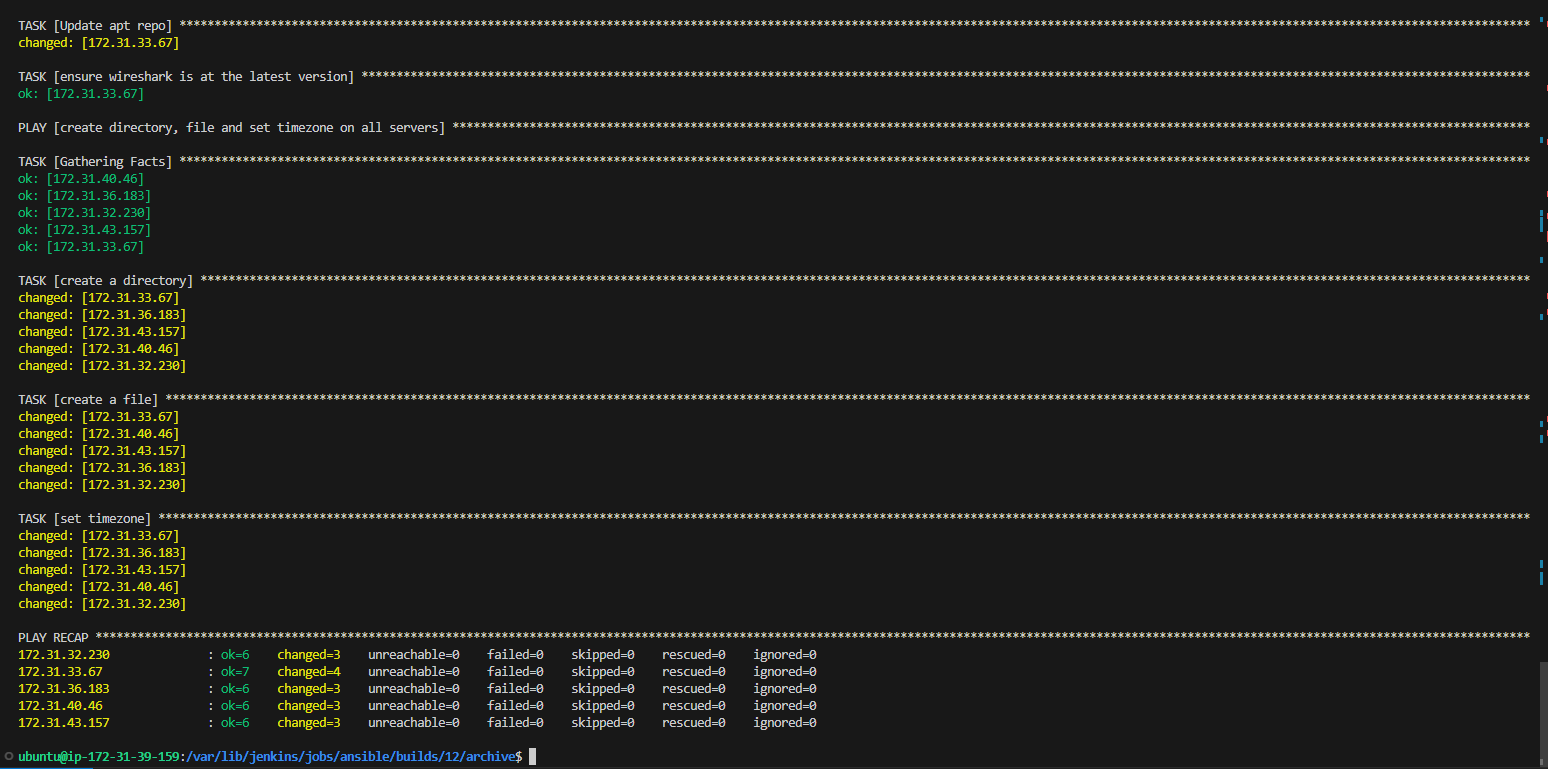 TASK [Update apt repo] ****************************************************************************************************************************************************************************************************
changed: [172.31.33.67]
TASK [ensure wireshark is at the latest version] **************************************************************************************************************************************************************************
ok: [172.31.33.67]
PLAY [create directory, file and set timezone on all servers] *************************************************************************************************************************************************************
TASK [Gathering Facts] ****************************************************************************************************************************************************************************************************
ok: [172.31.40.46]
ok: [172.31.36.183]
ok: [172.31.32.230]
ok: [172.31.43.157]
ok: [172.31.33.67]
TASK [create a directory] *************************************************************************************************************************************************************************************************
changed: [172.31.33.67]
changed: [172.31.36.183]
changed: [172.31.43.157]
changed: [172.31.40.46]
changed: [172.31.32.230]
TASK [create a file] ******************************************************************************************************************************************************************************************************
changed: [172.31.33.67]
changed: [172.31.40.46]
changed: [172.31.43.157]
changed: [172.31.36.183]
changed: [172.31.32.230]
TASK [set timezone] *******************************************************************************************************************************************************************************************************
changed: [172.31.33.67]
changed: [172.31.36.183]
changed: [172.31.43.157]
changed: [172.31.40.46]
changed: [172.31.32.230]
PLAY RECAP ****************************************************************************************************************************************************************************************************************
172.31.32.230              : ok=6    changed=3    unreachable=0    failed=0    skipped=0    rescued=0    ignored=0
172.31.33.67               : ok=7    changed=4    unreachable=0    failed=0    skipped=0    rescued=0    ignored=0
172.31.36.183              : ok=6    changed=3    unreachable=0    failed=0    skipped=0    rescued=0    ignored=0
172.31.40.46               : ok=6    changed=3    unreachable=0    failed=0    skipped=0    rescued=0    ignored=0
172.31.43.157              : ok=6    changed=3    unreachable=0    failed=0    skipped=0    rescued=0    ignored=0
ubuntu@ip-172-31-39-159:/var/lib/jenkins/jobs/ansible/builds/12/archive$